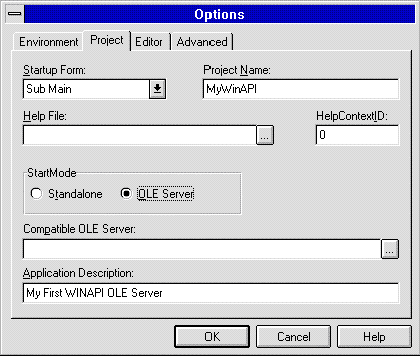 Options
Environment Project Editor Advanced
Startup Form: Project Name:
Sub Main MyWinAPI
Help File: HelpContextID:
... 0
StartMode
Standalone OLE Server
Compatible OLE Server:
...
Application Description:
My First WINAPI OLE Server
OK Cancel Help